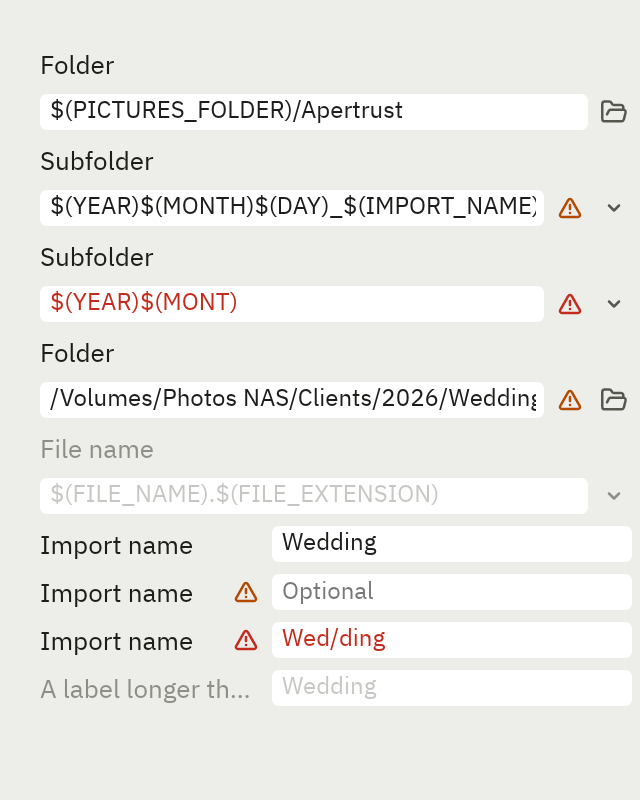 Folder
$(PICTURES_FOLDER)/Apertrust
Subfolder
$(YEAR)$(MONTH)$(DAY)_$(IMPORT_NAME)
Subfolder
$(YEAR)$(MONT)
Folder
/Volumes/Photos NAS/Clients/2026/Wedding
File name
$(FILE_NAME).$(FILE_EXTENSION)
Import name Wedding
Import name Optional
Import name Wed/ding
A label longer th... Wedding